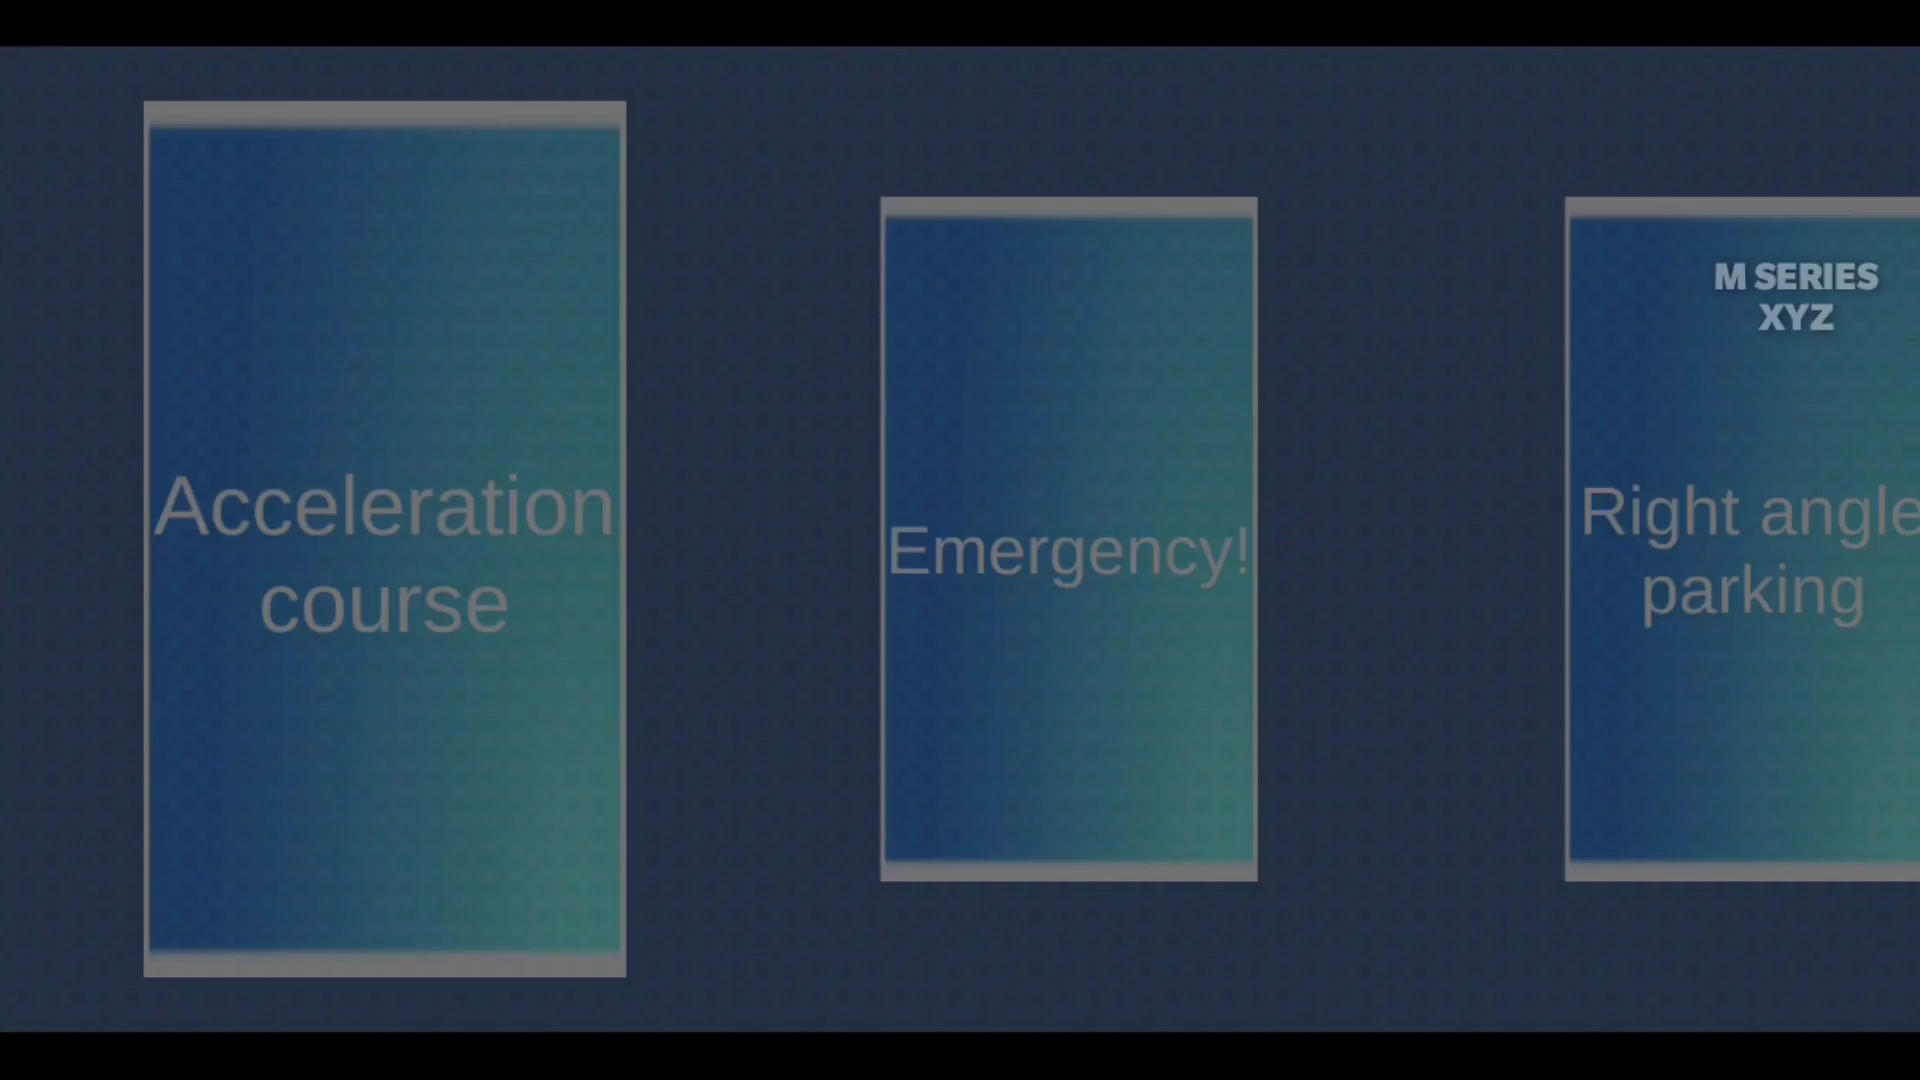 Acceleration
course
Emergency!
Right angle
parking
M SERIES
XYZ